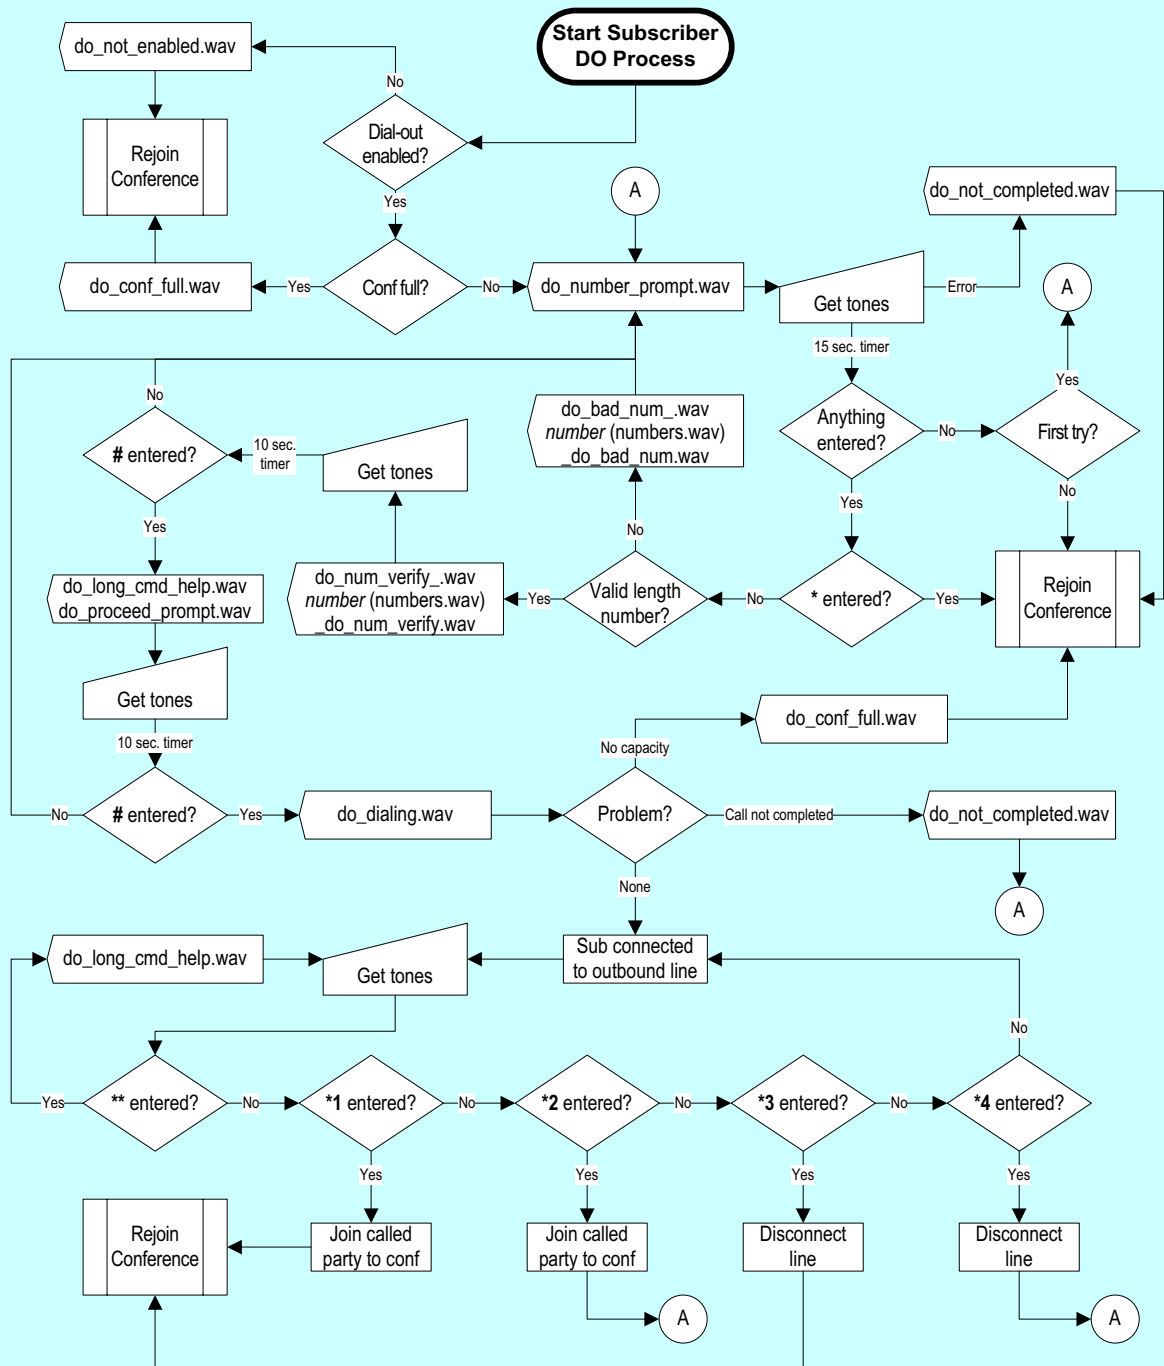 Start Subscriber
DO Process
do_not_enabled.wav
No
Dial-out
enabled?
Rejoin
Conference
Yes
A
do_not_completed.wav
do_conf_full.wav
Yes
Conf full?
No
do_number_prompt.wav
Get tones
Error
A
15 sec. timer
No
Yes
# entered?
10 sec.
timer
Get tones
do_bad_num_.wav
number (numbers.wav)
_do_bad_num.wav
Anything
entered?
No
First try?
Yes
No
Yes
No
do_long_cmd_help.wav
do_proceed_prompt.wav
do_num_verify_.wav
number (numbers.wav)
_do_num_verify.wav
Yes
Valid length
number?
No
* entered?
Yes
Rejoin
Conference
Get tones
do_conf_full.wav
10 sec. timer
No capacity
No
# entered?
Yes
do_dialing.wav
Problem?
Call not completed
do_not_completed.wav
None
A
do_long_cmd_help.wav
Get tones
Sub connected
to outbound line
No
Yes
** entered?
No
*1 entered?
No
*2 entered?
No
*3 entered?
No
*4 entered?
Yes
Yes
Yes
Yes
Rejoin
Conference
Join called
party to conf
Join called
party to conf
Disconnect
line
Disconnect
line
A
A